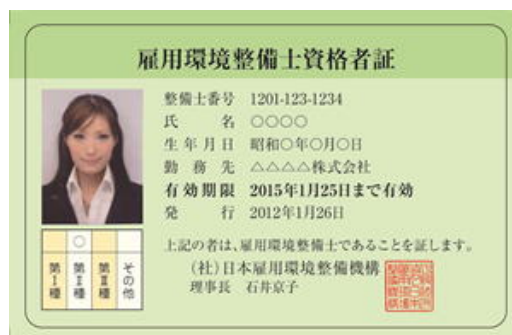 雇用環境整備士資格者証
整備士番号 1201-123-1234
氏名 ○○○○
生年月日 昭和○年○月○日
勤務先 △△△△株式会社
有効期限 2015年1月25日まで有効
発行 2012年1月26日
上記の者は、雇用環境整備士であることを証します。
(社)日本雇用環境整備機構
理事長 石井京子
○
第Ⅰ種 第Ⅱ種 第Ⅲ種 その他